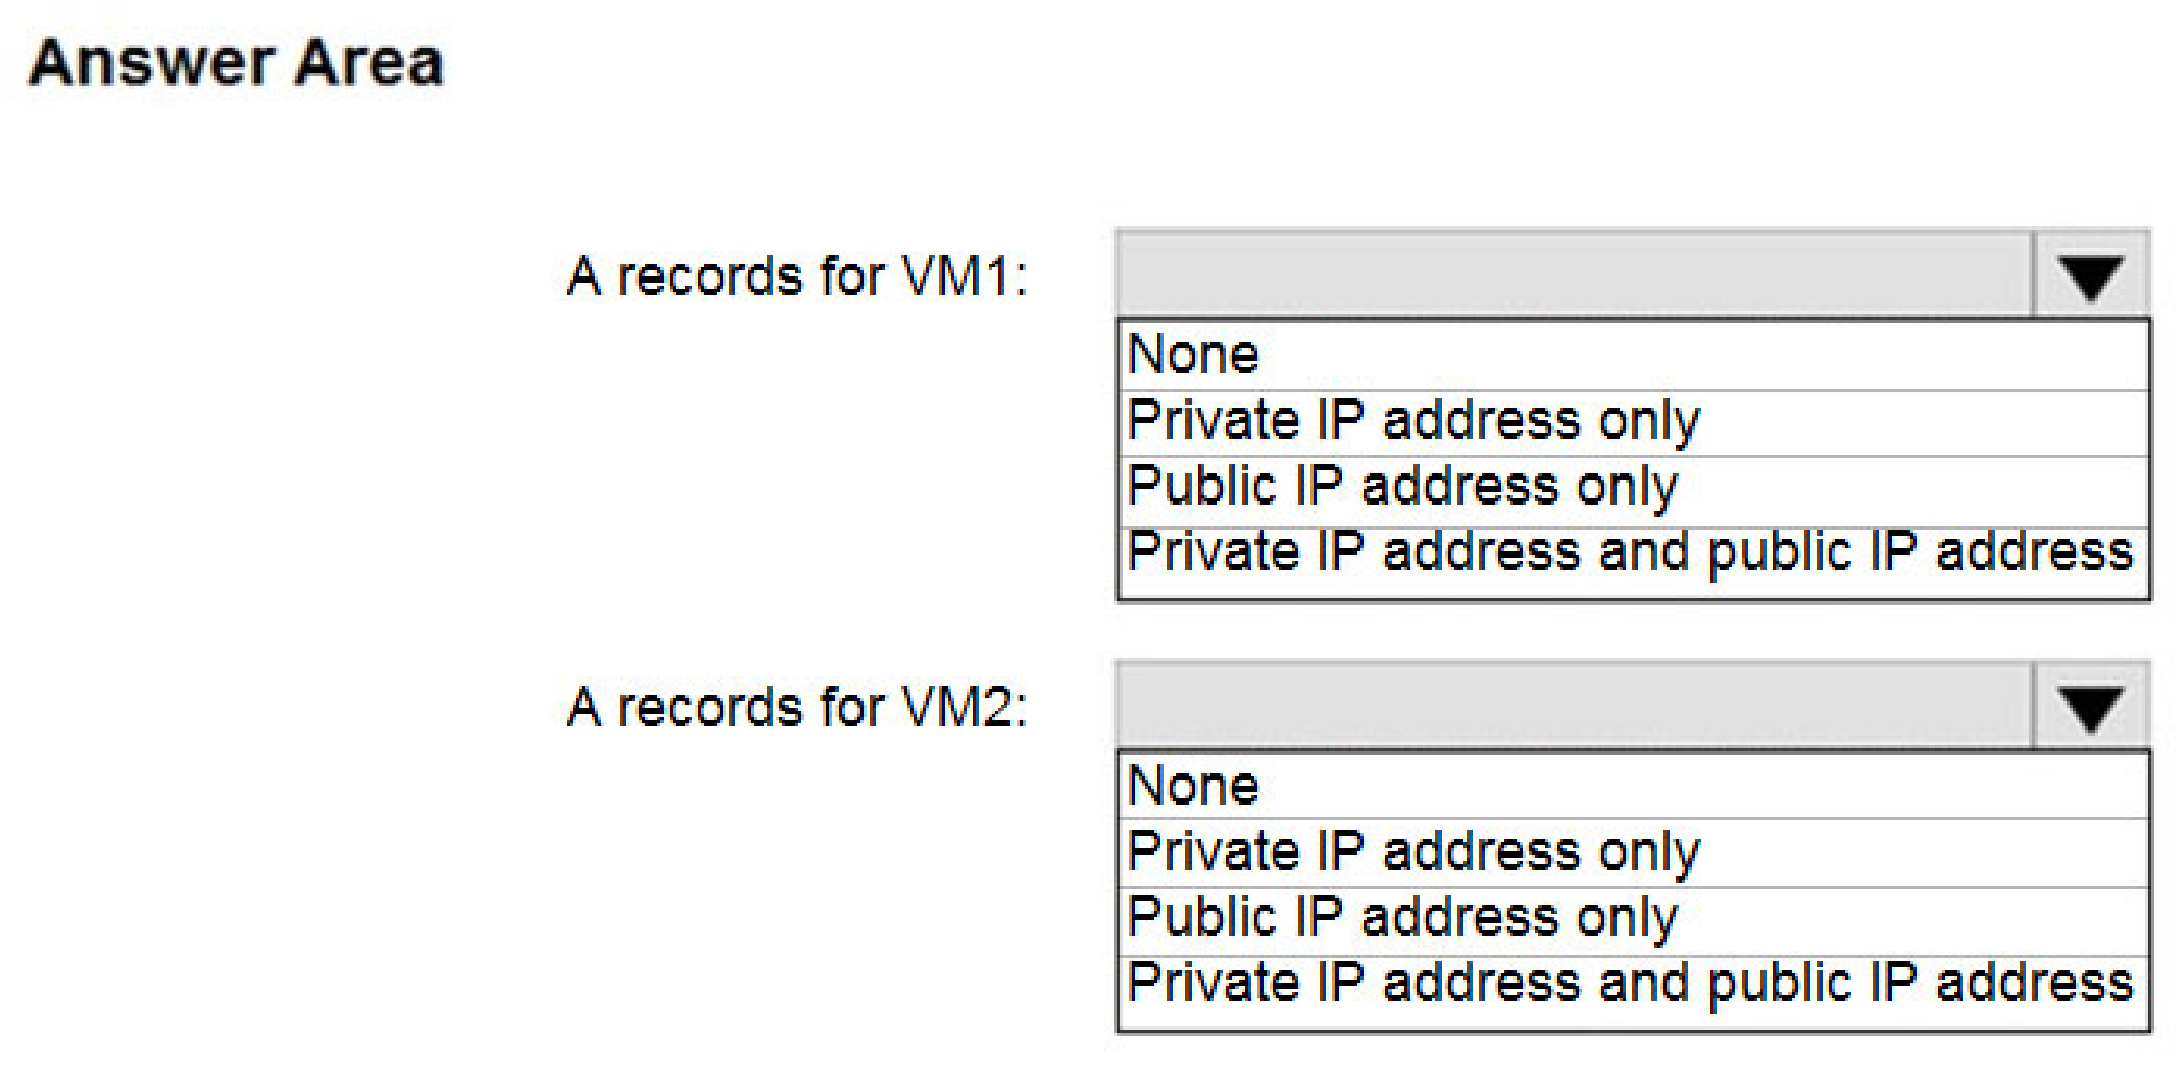 Answer Area
A records for VM1:
None
Private IP address only
Public IP address only
Private IP address and public IP address
A records for VM2:
None
Private IP address only
Public IP address only
Private IP address and public IP address